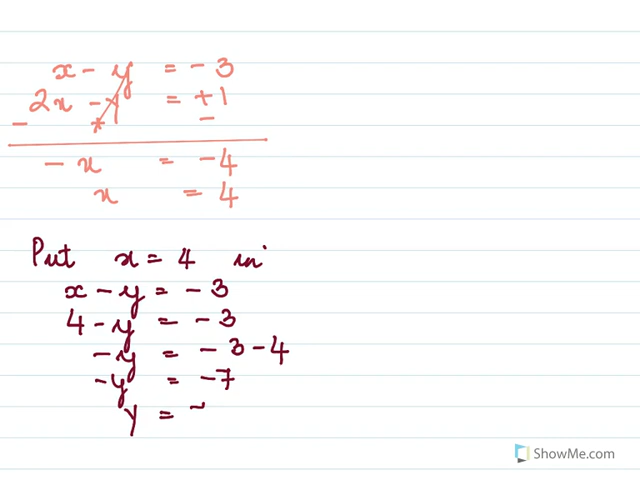 x - y = - 3
2x - y = + 1
- + -
- x = - 4
x = 4
Put x = 4 in
x - y = - 3
4 - y = - 3
- y = - 3 - 4
- y = - 7
y =
ShowMe.com